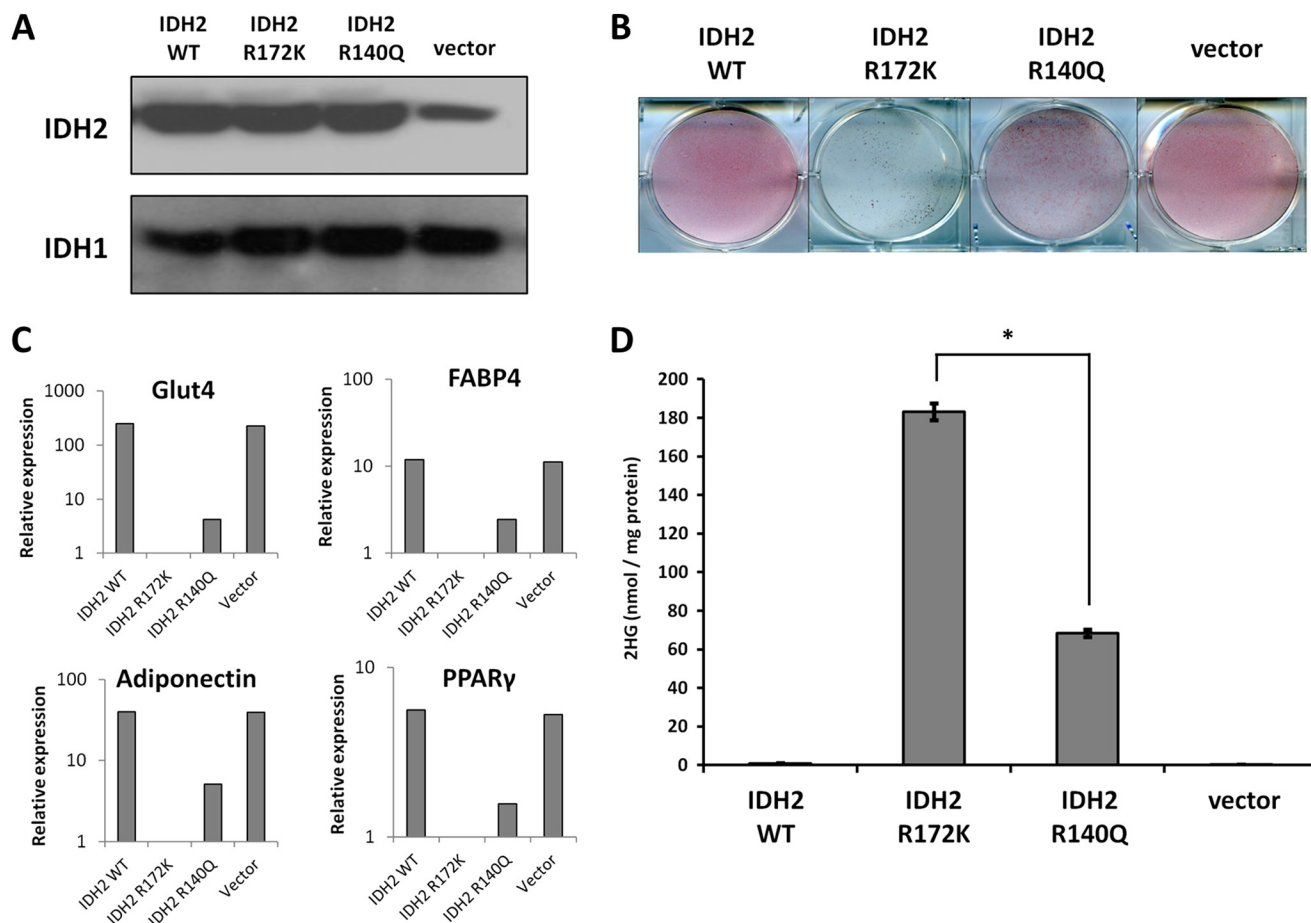 A
IDH2 WT
IDH2 R172K
IDH2 R140Q
vector
IDH2
IDH1
B
IDH2 WT
IDH2 R172K
IDH2 R140Q
vector
C
Glut4
Relative expression
1000
100
10
1
IDH2 WT
IDH2 R172K
IDH2 R140Q
Vector
FABP4
Relative expression
100
10
1
IDH2 WT
IDH2 R172K
IDH2 R140Q
Vector
Adiponectin
Relative expression
100
10
1
IDH2 WT
IDH2 R172K
IDH2 R140Q
Vector
PPARγ
Relative expression
10
1
IDH2 WT
IDH2 R172K
IDH2 R140Q
Vector
D
*
2HG (nmol / mg protein)
200
180
160
140
120
100
80
60
40
20
0
IDH2 WT
IDH2 R172K
IDH2 R140Q
vector